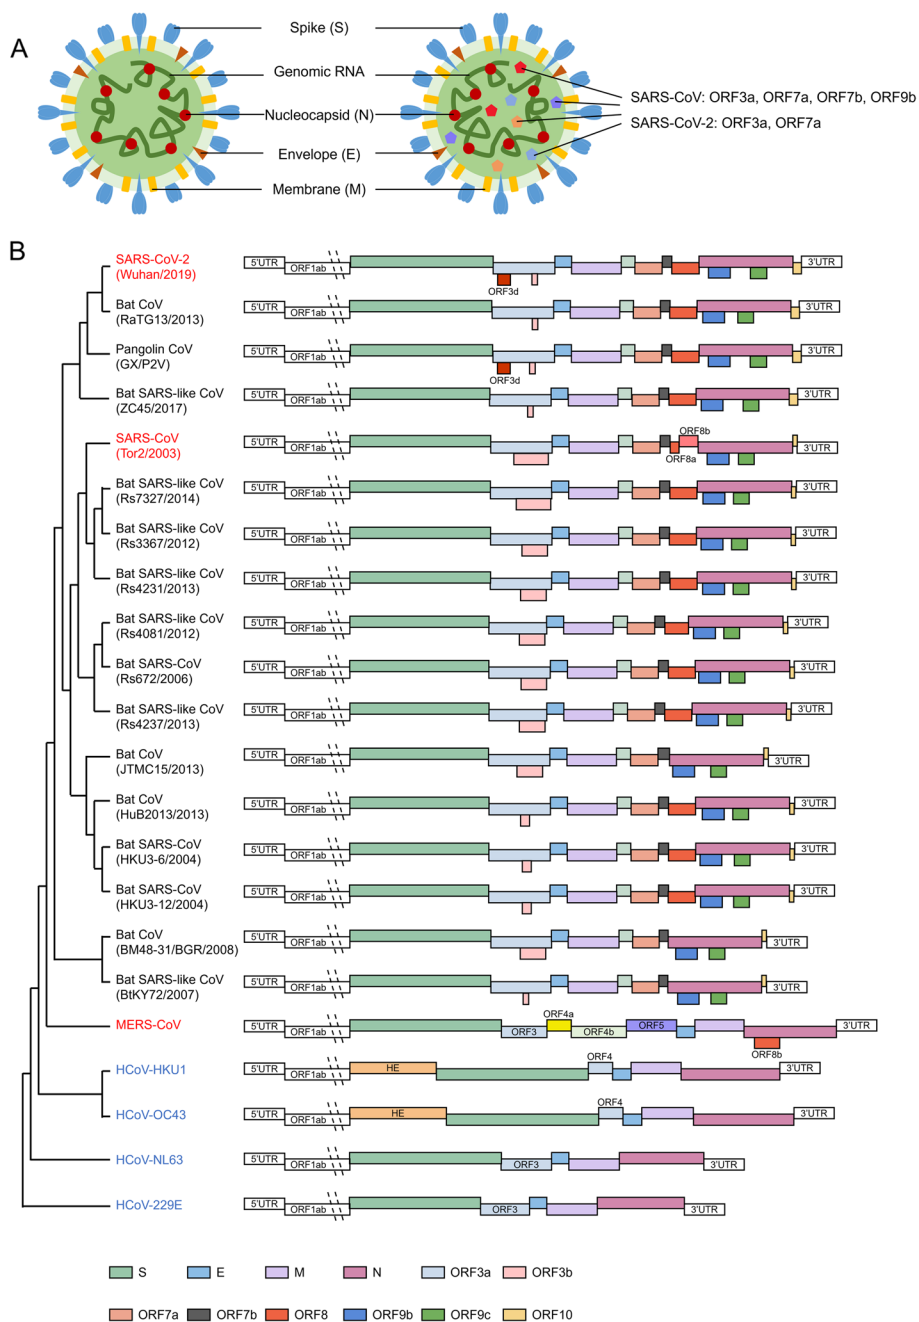 A
Spike (S)
Genomic RNA
Nucleocapsid (N)
Envelope (E)
Membrane (M)
SARS-CoV: ORF3a, ORF7a, ORF7b, ORF9b
SARS-CoV-2: ORF3a, ORF7a
B
SARS-CoV-2
(Wuhan/2019)
5'UTR
ORF1ab
ORF3d
3'UTR
Bat CoV
(RaTG13/2013)
5'UTR
ORF1ab
3'UTR
Pangolin CoV
(GX/P2V)
5'UTR
ORF1ab
ORF3d
3'UTR
Bat SARS-like CoV
(ZC45/2017)
5'UTR
ORF1ab
3'UTR
SARS-CoV
(Tor2/2003)
5'UTR
ORF1ab
ORF8b
ORF8a
3'UTR
Bat SARS-like CoV
(Rs7327/2014)
5'UTR
ORF1ab
3'UTR
Bat SARS-like CoV
(Rs3367/2012)
5'UTR
ORF1ab
3'UTR
Bat SARS-like CoV
(Rs4231/2013)
5'UTR
ORF1ab
3'UTR
Bat SARS-like CoV
(Rs4081/2012)
5'UTR
ORF1ab
3'UTR
Bat SARS-CoV
(Rs672/2006)
5'UTR
ORF1ab
3'UTR
Bat SARS-like CoV
(Rs4237/2013)
5'UTR
ORF1ab
3'UTR
Bat CoV
(JTMC15/2013)
5'UTR
ORF1ab
3'UTR
Bat CoV
(HuB2013/2013)
5'UTR
ORF1ab
3'UTR
Bat SARS-CoV
(HKU3-6/2004)
5'UTR
ORF1ab
3'UTR
Bat SARS-CoV
(HKU3-12/2004)
5'UTR
ORF1ab
3'UTR
Bat CoV
(BM48-31/BGR/2008)
5'UTR
ORF1ab
3'UTR
Bat SARS-like CoV
(BtKY72/2007)
5'UTR
ORF1ab
3'UTR
MERS-CoV
5'UTR
ORF1ab
ORF3
ORF4a
ORF4b
ORF5
ORF8b
3'UTR
HCoV-HKU1
5'UTR
ORF1ab
HE
ORF4
3'UTR
HCoV-OC43
5'UTR
ORF1ab
HE
ORF4
3'UTR
HCoV-NL63
5'UTR
ORF1ab
ORF3
3'UTR
HCoV-229E
5'UTR
ORF1ab
ORF3
3'UTR
S E M N ORF3a ORF3b
ORF7a ORF7b ORF8 ORF9b ORF9c ORF10